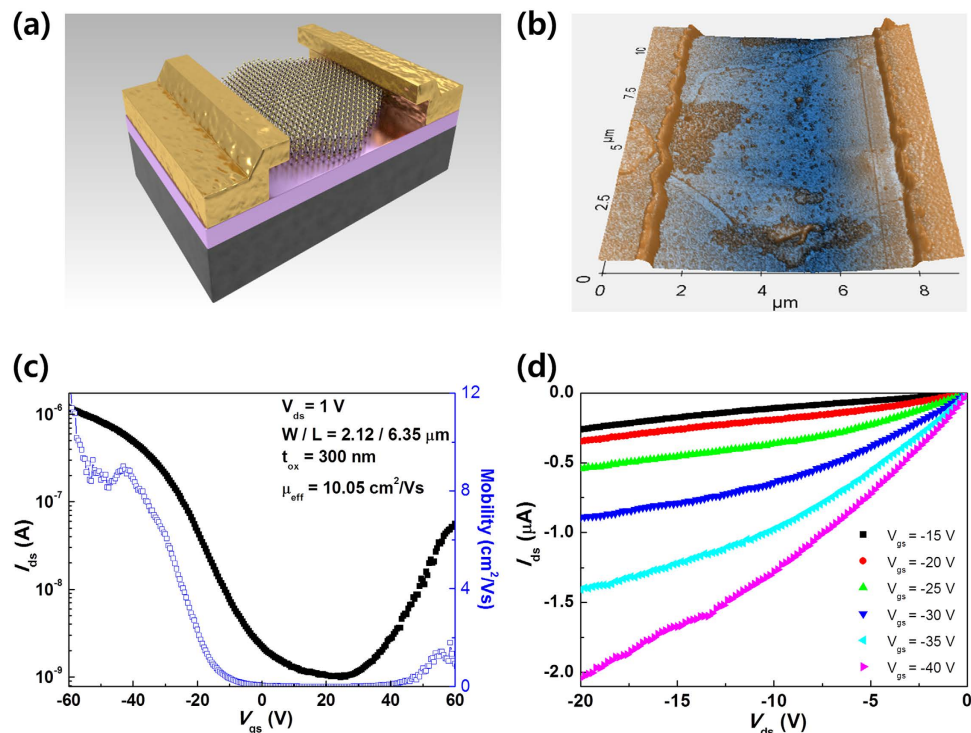 (a)
(b)
10
7.5
5
μm
2.5
0
0 2 4 6 8
μm
(c)
10⁻⁶
10⁻⁷
10⁻⁸
10⁻⁹
I_ds (A)
V_ds = 1 V
W / L = 2.12 / 6.35 μm
t_ox = 300 nm
μ_eff = 10.05 cm²/Vs
12
8
4
0
Mobility (cm²/Vs)
-60 -40 -20 0 20 40 60
V_gs (V)
(d)
0.0
-0.5
-1.0
-1.5
-2.0
I_ds (μA)
V_gs = -15 V
V_gs = -20 V
V_gs = -25 V
V_gs = -30 V
V_gs = -35 V
V_gs = -40 V
-20 -15 -10 -5 0
V_ds (V)